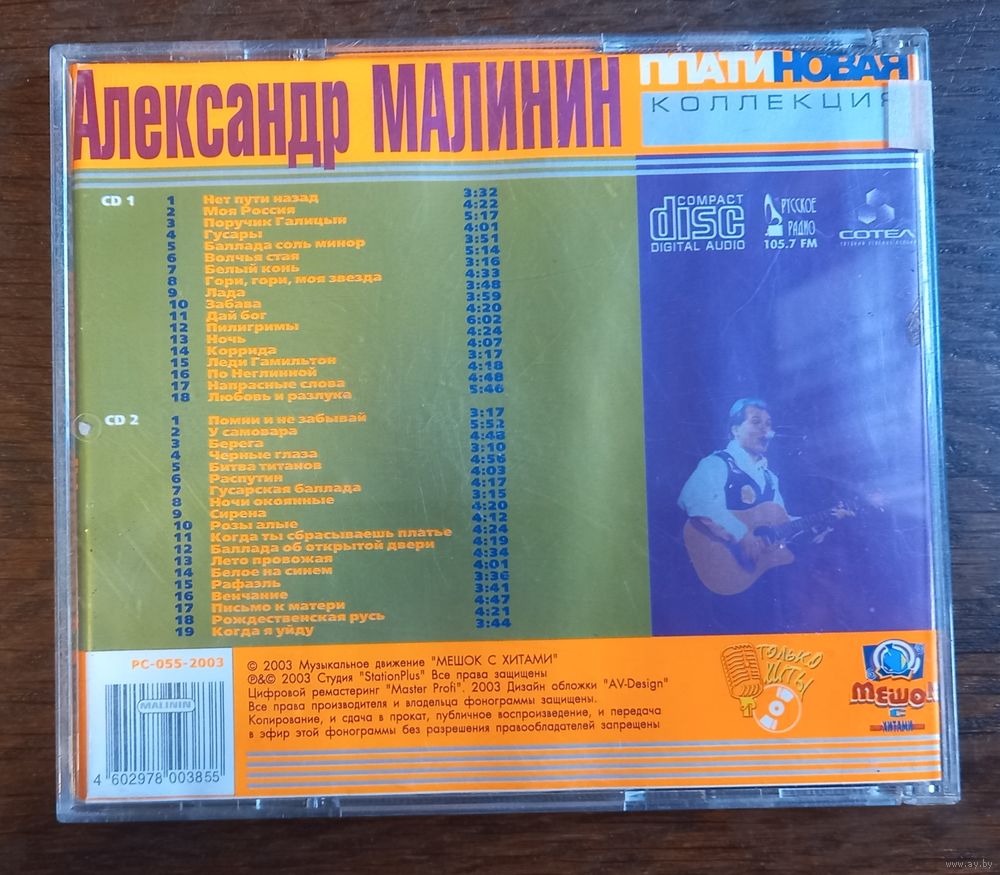 Александр МАЛИНИН
ПЛАТИНОВАЯ
КОЛЛЕКЦИЯ
CD 1
1 Нет пути назад 3:32
2 Моя Россия 4:22
3 Поручик Галицын 5:17
4 Гусары 4:01
5 Баллада соль минор 3:51
6 Волчья стая 5:14
7 Белый конь 3:16
8 Гори, гори, моя звезда 4:33
9 Лада 3:48
10 Забава 3:59
11 Дай бог 4:20
12 Пилигримы 6:02
13 Ночь 4:24
14 Коррида 4:07
15 Леди Гамильтон 3:17
16 По Неглинной 4:18
17 Напрасные слова 4:48
18 Любовь и разлука 5:46
CD 2
1 Помни и не забывай 3:17
2 У самовара 5:52
3 Берега 4:48
4 Черные глаза 3:10
5 Битва титанов 4:56
6 Распутин 4:03
7 Гусарская баллада 4:17
8 Ночи окоянные 3:15
9 Сирена 4:20
10 Розы алые 4:12
11 Когда ты сбрасываешь платье 4:24
12 Баллада об открытой двери 4:19
13 Лето провожая 4:34
14 Белое на синем 4:01
15 Рафаэль 3:36
16 Венчание 3:41
17 Письмо к матери 4:47
18 Рождественская русь 4:21
19 Когда я уйду 3:44
COMPACT
disc
DIGITAL AUDIO
РУССКОЕ
РАДИО
105.7 FM
СОТЕЛ
РС-055-2003
MALININ
4 602978 003855
© 2003 Музыкальное движение "МЕШОК С ХИТАМИ"
℗&© 2003 Студия "StationPlus" Все права защищены
Цифровой ремастеринг "Master Profi". 2003 Дизайн обложки "AV-Design"
Все права производителя и владельца фонограммы защищены.
Копирование, и сдача в прокат, публичное воспроизведение, и передача
в эфир этой фонограммы без разрешения правообладателей запрещены
ТОЛЬКО
ХИТЫ
МЕШОК
С
ХИТАМИ
www.ay.by